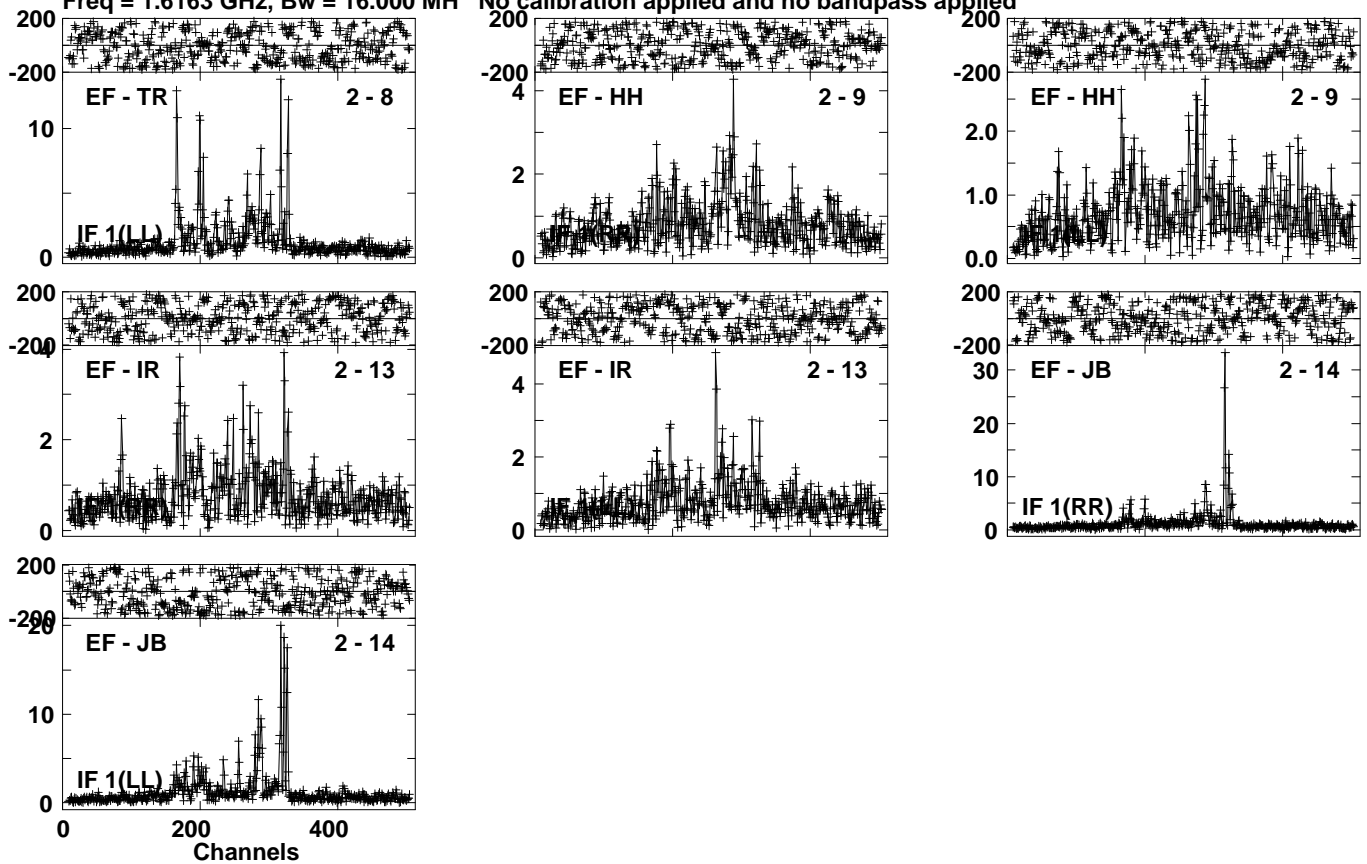 Freq = 1.6163 GHz, Bw = 16.000 MH No calibration applied and no bandpass applied
200 200 200
-200 -200 -200
EF - TR 2 - 8 EF - HH 2 - 9 EF - HH 2 - 9
10 4 2.0
2 1.0
IF 1(LL) IF 1(RR)
0 0 0.0
200 200 200
-200 -200 -200
4
EF - IR 2 - 13 EF - IR 2 - 13 EF - JB 2 - 14
30
4 20
2 2 10
IF 1(RR)
0 0 0
200
-200
20
EF - JB 2 - 14
10
IF 1(LL)
0
0 200 400
Channels